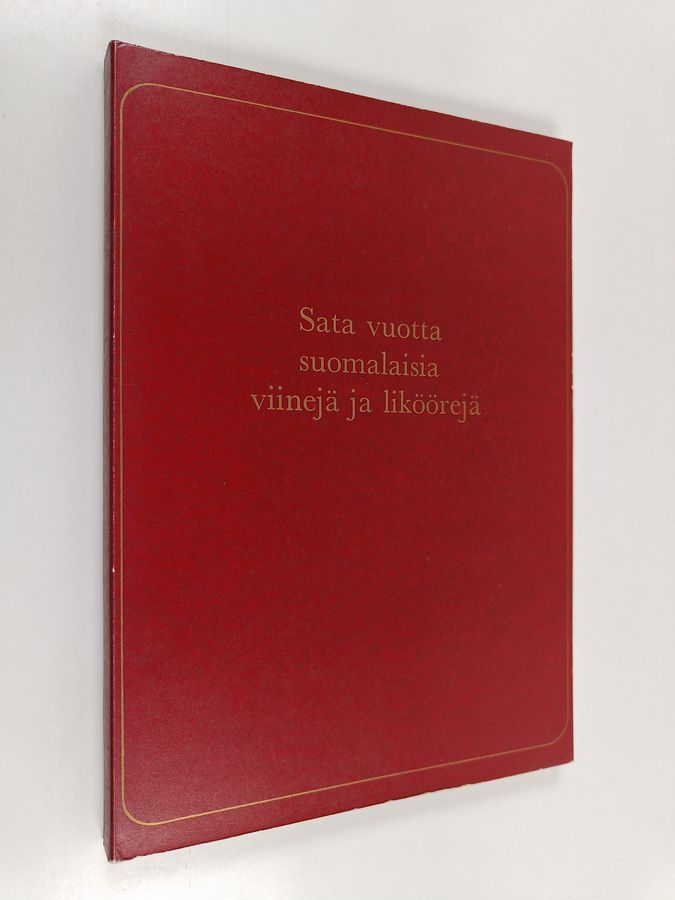 Sata vuotta
suomalaisia
viinejä ja liköörejä